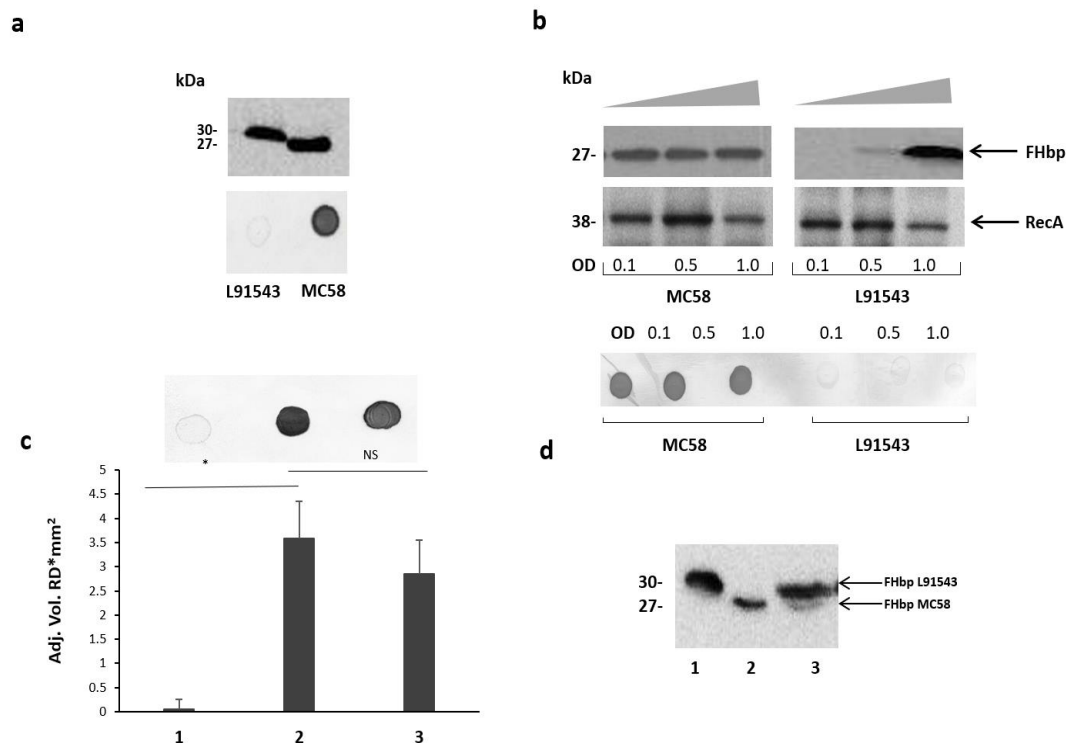 a
kDa
30-
27-
L91543 MC58
b
kDa
27-
FHbp
38-
RecA
OD 0.1 0.5 1.0 0.1 0.5 1.0
MC58 L91543
OD 0.1 0.5 1.0 0.1 0.5 1.0
MC58 L91543
c
* NS
Adj. Vol. RD*mm²
5
4.5
4
3.5
3
2.5
2
1.5
1
0.5
0
1 2 3
d
30-
27-
FHbp L91543
FHbp MC58
1 2 3